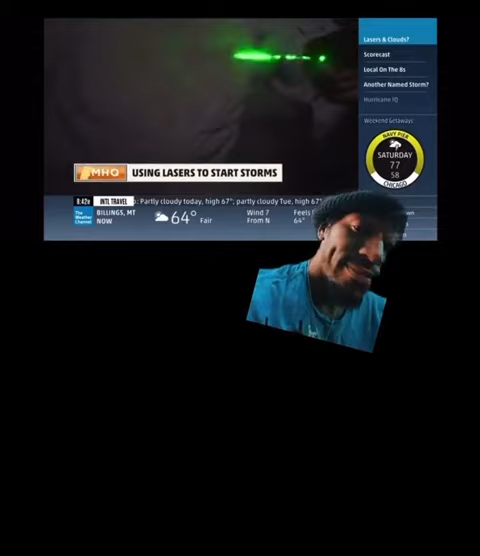 Lasers & Clouds?
Scorecast
Local On The 8s
Another Named Storm?
Hurricane IQ
Weekend Getaways
NAVY PIER
SATURDAY
77
58
CHICAGO
MHQ
USING LASERS TO START STORMS
8:42
INTL TRAVEL
: Partly cloudy today, high 67°; partly cloudy Tue, high 67°
The
Weather
Channel
BILLINGS, MT
NOW
64°
Fair
Wind 7
From N
Feels
64°